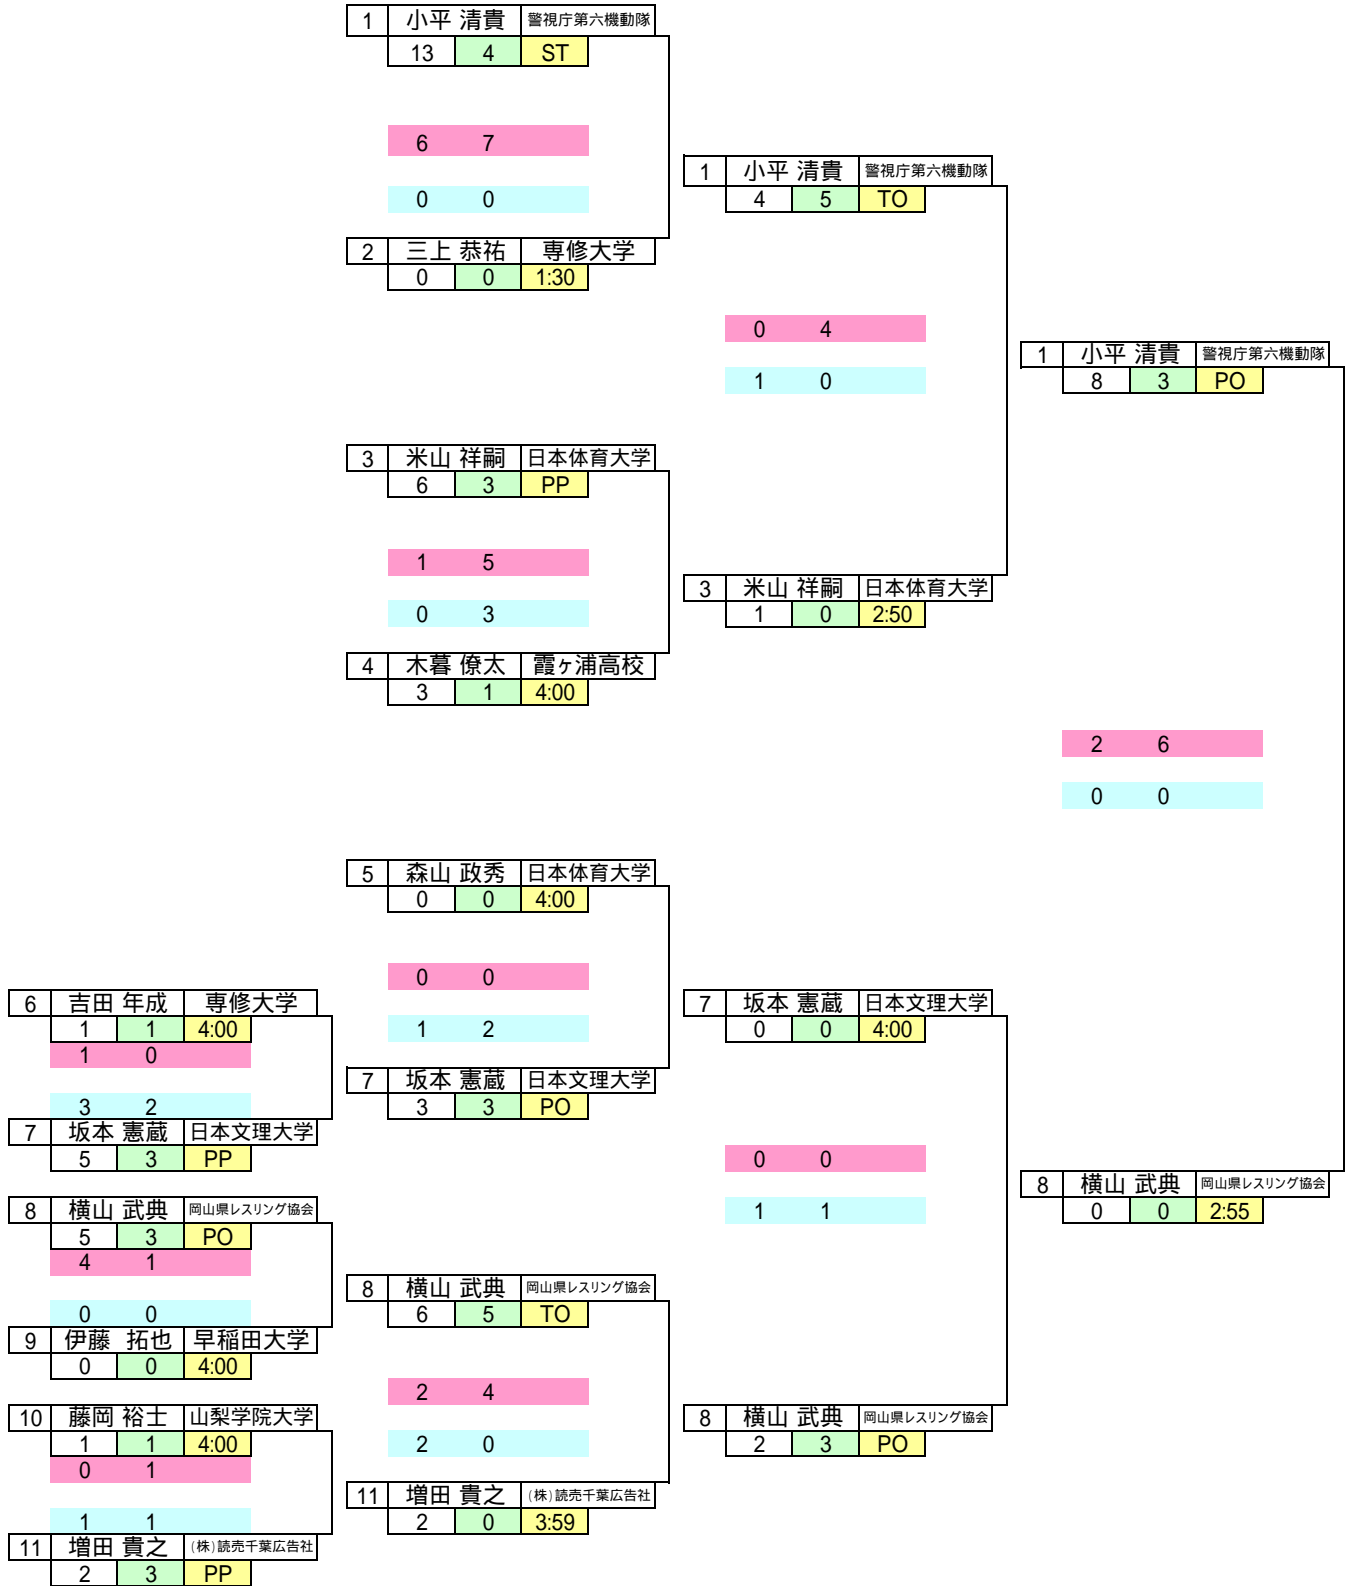 1 小平 清貴 警視庁第六機動隊
13 4 ST
6 7
0 0
2 三上 恭祐 専修大学
0 0 1:30
3 米山 祥嗣 日本体育大学
6 3 PP
1 5
0 3
4 木暮 僚太 霞ヶ浦高校
3 1 4:00
5 森山 政秀 日本体育大学
0 0 4:00
0 0
1 2
7 坂本 憲蔵 日本文理大学
3 3 PO
6 吉田 年成 専修大学
1 1 4:00
1 0
3 2
7 坂本 憲蔵 日本文理大学
5 3 PP
8 横山 武典 岡山県レスリング協会
5 3 PO
4 1
0 0
9 伊藤 拓也 早稲田大学
0 0 4:00
10 藤岡 裕士 山梨学院大学
1 1 4:00
0 1
1 1
11 増田 貴之 (株)読売千葉広告社
2 3 PP
8 横山 武典 岡山県レスリング協会
6 5 TO
2 4
2 0
11 増田 貴之 (株)読売千葉広告社
2 0 3:59
1 小平 清貴 警視庁第六機動隊
4 5 TO
0 4
1 0
3 米山 祥嗣 日本体育大学
1 0 2:50
7 坂本 憲蔵 日本文理大学
0 0 4:00
0 0
1 1
8 横山 武典 岡山県レスリング協会
2 3 PO
1 小平 清貴 警視庁第六機動隊
8 3 PO
2 6
0 0
8 横山 武典 岡山県レスリング協会
0 0 2:55